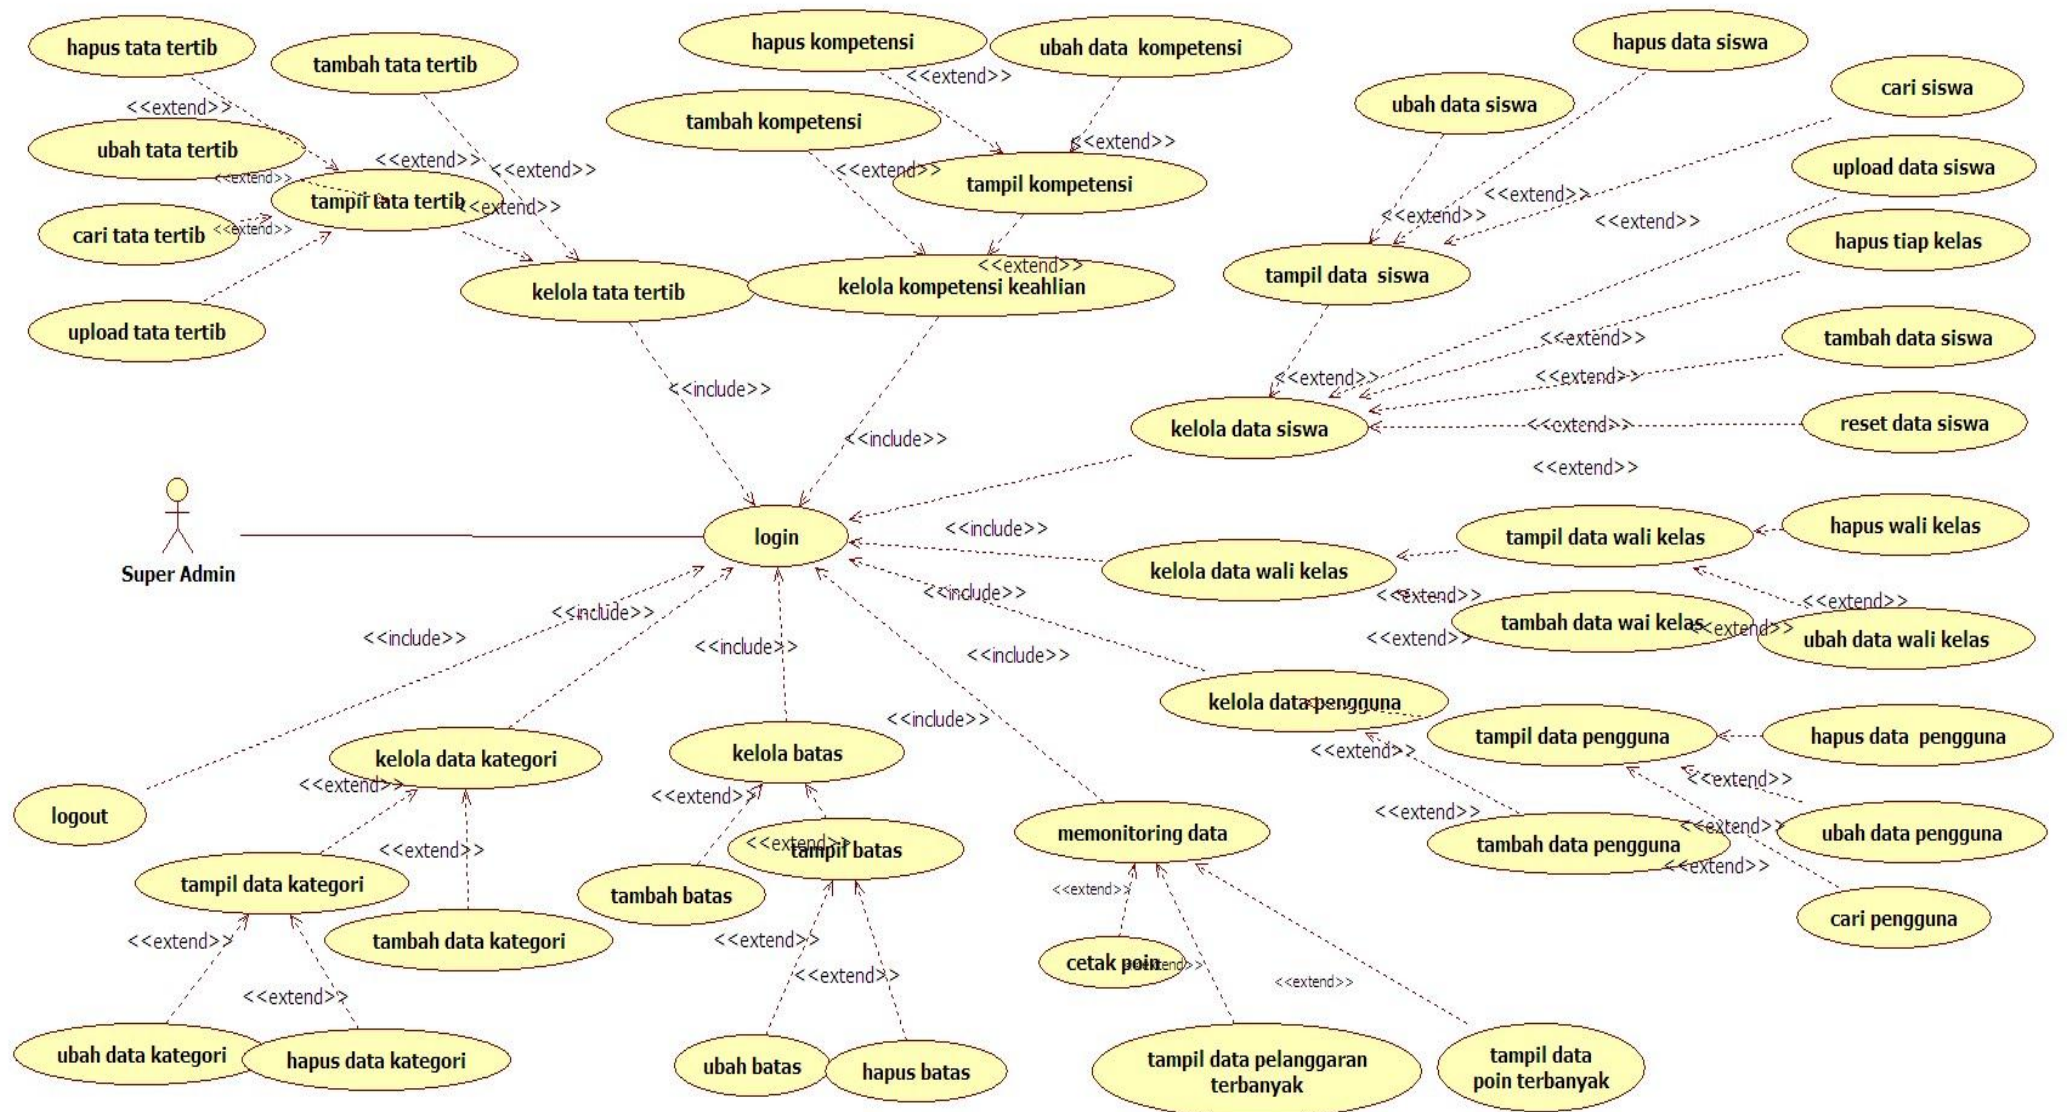 hapus tata tertib
tambah tata tertib
hapus kompetensi
ubah data  kompetensi
hapus data siswa
cari siswa
ubah data siswa
tambah kompetensi
<<extend>>
<<extend>>
ubah tata tertib
<<extend>>
<<extend>>
<<extend>>
<<extend>>
upload data siswa
<<extend>>
tampil tata tertib
<<extend>>
tampil kompetensi
<<extend>>
<<extend>>
<<extend>>
cari tata tertib
<<extend>>
hapus tiap kelas
kelola tata tertib
<<extend>>
kelola kompetensi keahlian
tampil data  siswa
upload tata tertib
<<extend>>
tambah data siswa
<<include>>
<<extend>>
<<extend>>
<<include>>
kelola data siswa
<<extend>>
reset data siswa
<<extend>>
Super Admin
login
<<include>>
tampil data wali kelas
hapus wali kelas
kelola data wali kelas
<<include>>
<<include>>
<<include>>
<<extend>>
<<extend>>
tambah data wai kelas
<<extend>>
<<extend>>
ubah data wali kelas
<<include>>
<<include>>
<<include>>
kelola data pengguna
tampil data pengguna
hapus data  pengguna
<<extend>>
<<extend>>
kelola data kategori
kelola batas
<<extend>>
<<extend>>
logout
memonitoring data
<<extend>>
<<extend>>
ubah data pengguna
<<extend>>
<<extend>>
tampil batas
tambah data pengguna
<<extend>>
tampil data kategori
tambah batas
<<extend>>
cari pengguna
<<extend>>
tambah data kategori
<<extend>>
cetak poin
<<extend>>
<<extend>>
<<extend>>
<<extend>>
ubah data kategori
hapus data kategori
ubah batas
hapus batas
tampil data pelanggaran
terbanyak
tampil data
poin terbanyak